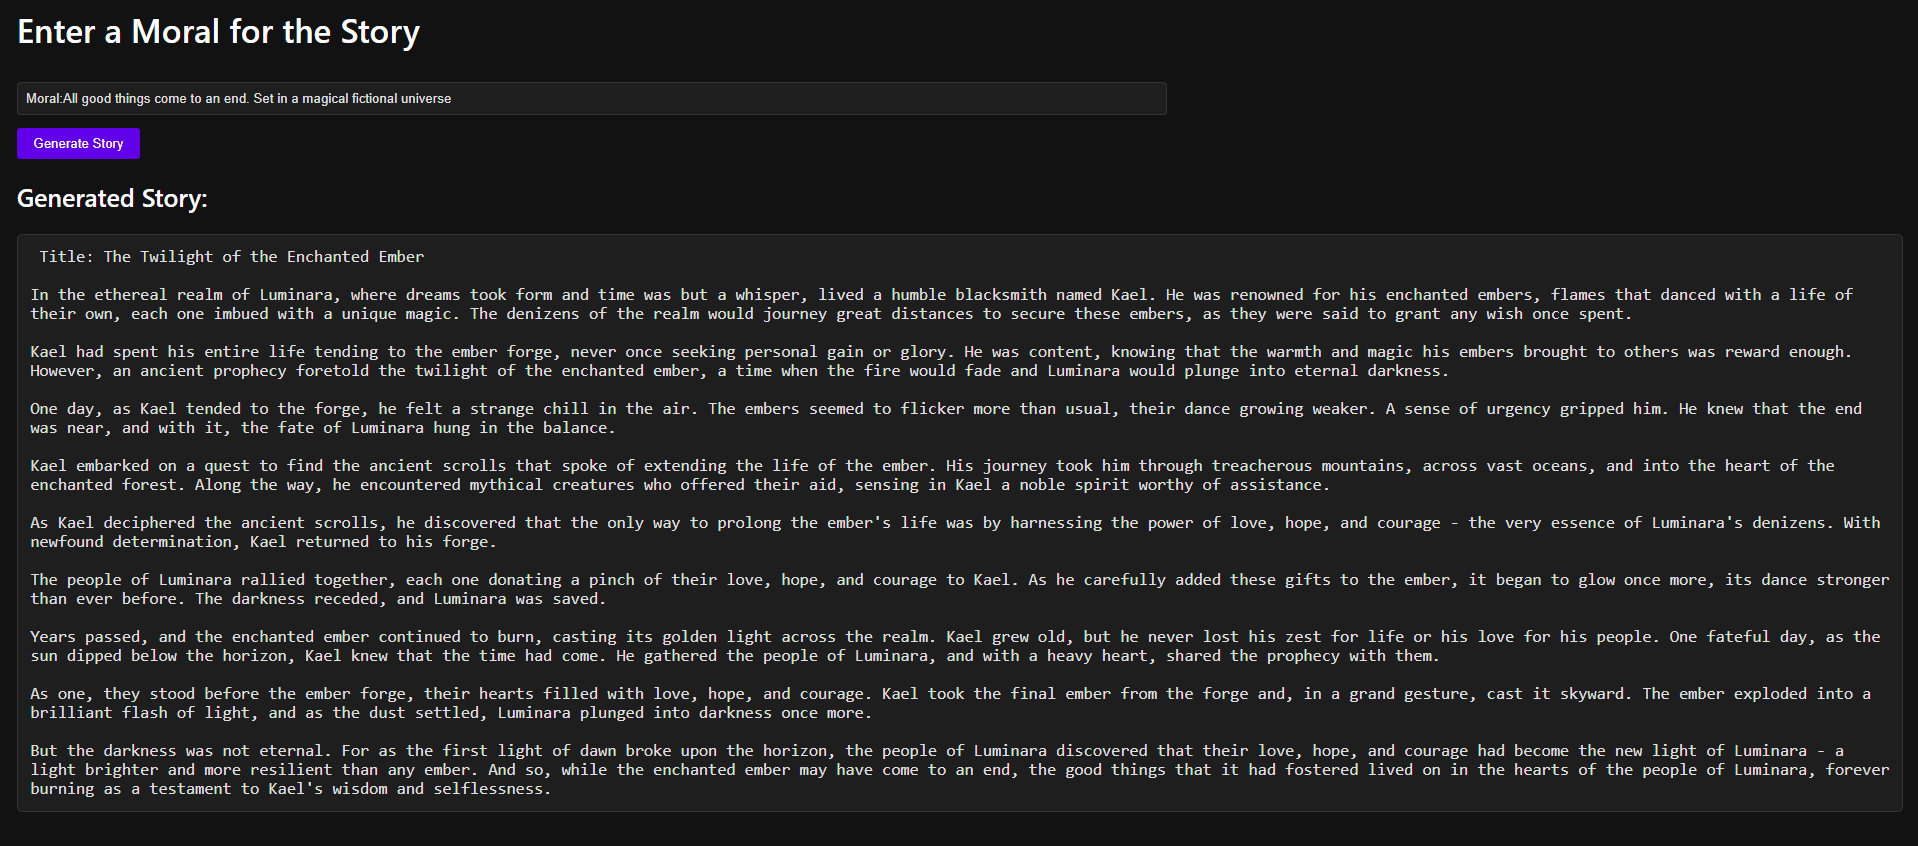 Enter a Moral for the Story
Moral:All good things come to an end. Set in a magical fictional universe
Generate Story
Generated Story:
Title: The Twilight of the Enchanted Ember
In the ethereal realm of Luminara, where dreams took form and time was but a whisper, lived a humble blacksmith named Kael. He was renowned for his enchanted embers, flames that danced with a life of
their own, each one imbued with a unique magic. The denizens of the realm would journey great distances to secure these embers, as they were said to grant any wish once spent.
Kael had spent his entire life tending to the ember forge, never once seeking personal gain or glory. He was content, knowing that the warmth and magic his embers brought to others was reward enough.
However, an ancient prophecy foretold the twilight of the enchanted ember, a time when the fire would fade and Luminara would plunge into eternal darkness.
One day, as Kael tended to the forge, he felt a strange chill in the air. The embers seemed to flicker more than usual, their dance growing weaker. A sense of urgency gripped him. He knew that the end
was near, and with it, the fate of Luminara hung in the balance.
Kael embarked on a quest to find the ancient scrolls that spoke of extending the life of the ember. His journey took him through treacherous mountains, across vast oceans, and into the heart of the
enchanted forest. Along the way, he encountered mythical creatures who offered their aid, sensing in Kael a noble spirit worthy of assistance.
As Kael deciphered the ancient scrolls, he discovered that the only way to prolong the ember's life was by harnessing the power of love, hope, and courage - the very essence of Luminara's denizens. With
newfound determination, Kael returned to his forge.
The people of Luminara rallied together, each one donating a pinch of their love, hope, and courage to Kael. As he carefully added these gifts to the ember, it began to glow once more, its dance stronger
than ever before. The darkness receded, and Luminara was saved.
Years passed, and the enchanted ember continued to burn, casting its golden light across the realm. Kael grew old, but he never lost his zest for life or his love for his people. One fateful day, as the
sun dipped below the horizon, Kael knew that the time had come. He gathered the people of Luminara, and with a heavy heart, shared the prophecy with them.
As one, they stood before the ember forge, their hearts filled with love, hope, and courage. Kael took the final ember from the forge and, in a grand gesture, cast it skyward. The ember exploded into a
brilliant flash of light, and as the dust settled, Luminara plunged into darkness once more.
But the darkness was not eternal. For as the first light of dawn broke upon the horizon, the people of Luminara discovered that their love, hope, and courage had become the new light of Luminara - a
light brighter and more resilient than any ember. And so, while the enchanted ember may have come to an end, the good things that it had fostered lived on in the hearts of the people of Luminara, forever
burning as a testament to Kael's wisdom and selflessness.